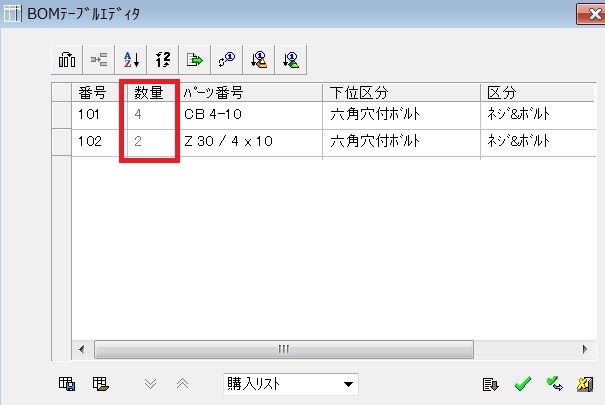 BOMﾃｰﾌﾞﾙｴﾃﾞｨﾀ
番号 数量 ﾊﾟｰﾂ番号 下位区分 区分
101 4 CB 4-10 六角穴付ﾎﾞﾙﾄ ﾈｼﾞ&ﾎﾞﾙﾄ
102 2 Z 30 / 4 x 10 六角穴付ﾎﾞﾙﾄ ﾈｼﾞ&ﾎﾞﾙﾄ
購入ﾘｽﾄ